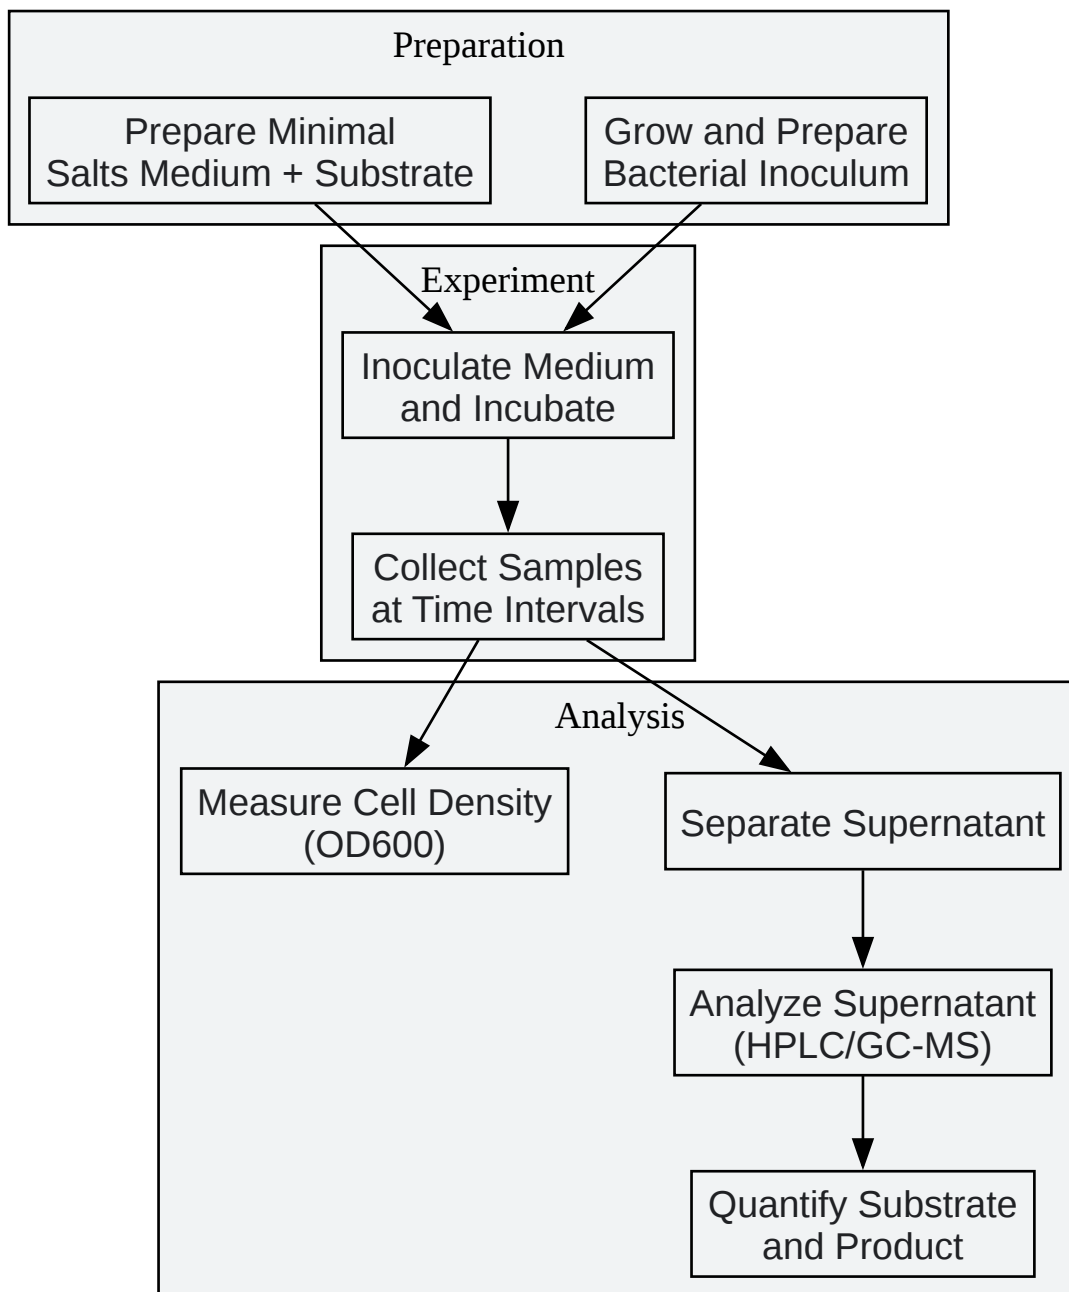 Preparation
Prepare Minimal
Salts Medium + Substrate
Grow and Prepare
Bacterial Inoculum
Experiment
Inoculate Medium
and Incubate
Collect Samples
at Time Intervals
Analysis
Measure Cell Density
(OD600)
Separate Supernatant
Analyze Supernatant
(HPLC/GC-MS)
Quantify Substrate
and Product